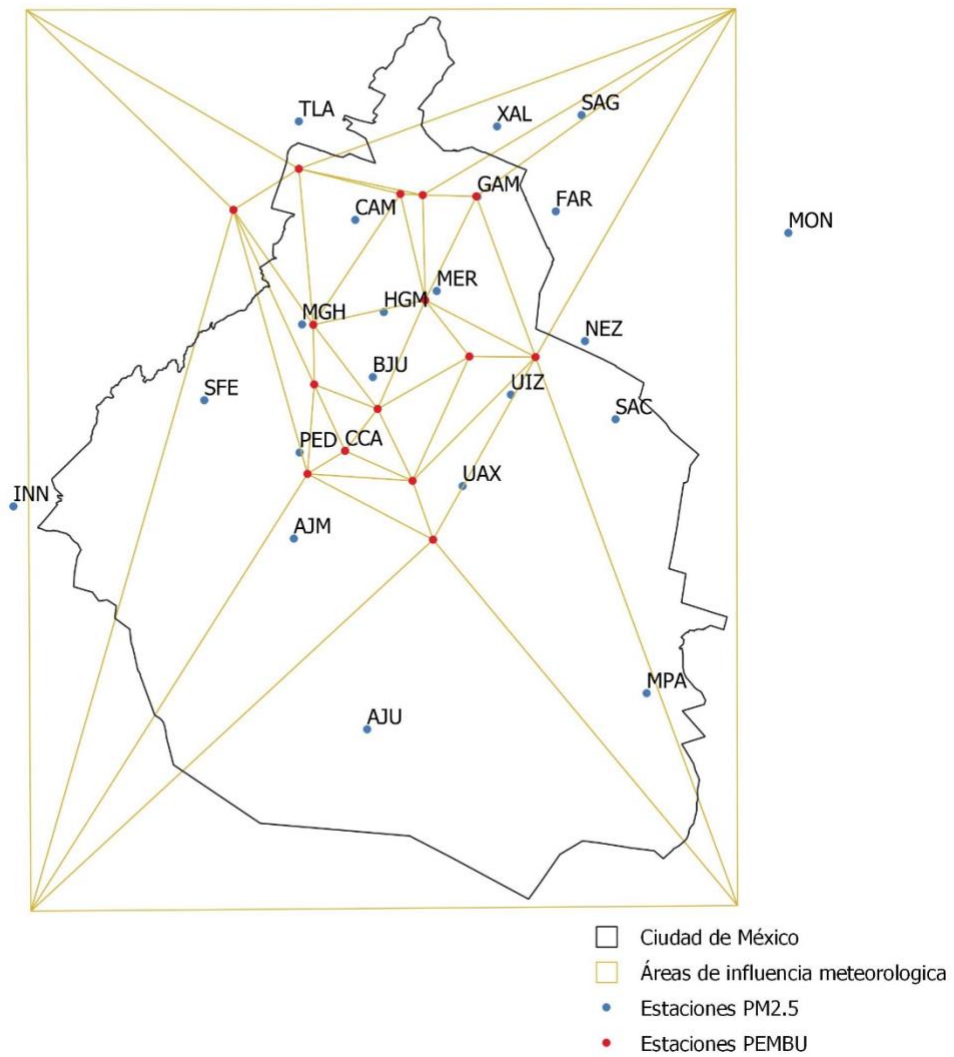 TLA
XAL
SAG
GAM
CAM
FAR
MON
MER
HGM
MGH
NEZ
BJU
UIZ
SFE
SAC
PED
CCA
UAX
INN
AJM
MPA
AJU
Ciudad de México
Áreas de influencia meteorologica
Estaciones PM2.5
Estaciones PEMBU